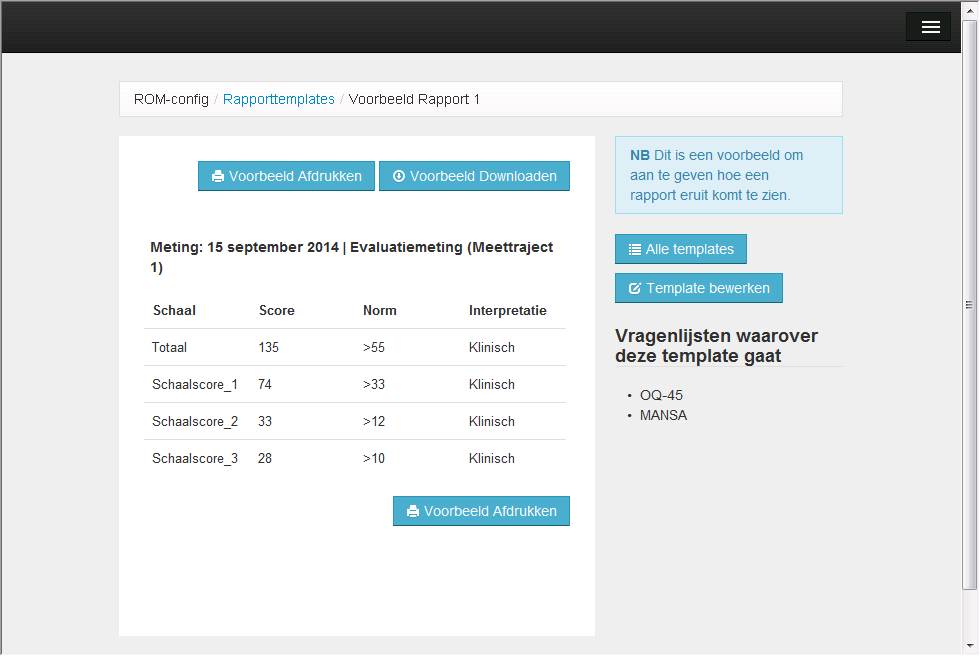 ROM-config / Rapporttemplates / Voorbeeld Rapport 1
Voorbeeld Afdrukken Voorbeeld Downloaden
Meting: 15 september 2014 | Evaluatiemeting (Meettraject
1)
Schaal Score Norm Interpretatie
Totaal 135 >55 Klinisch
Schaalscore_1 74 >33 Klinisch
Schaalscore_2 33 >12 Klinisch
Schaalscore_3 28 >10 Klinisch
Voorbeeld Afdrukken
NB Dit is een voorbeeld om
aan te geven hoe een
rapport eruit komt te zien.
Alle templates
Template bewerken
Vragenlijsten waarover
deze template gaat
• OQ-45
• MANSA